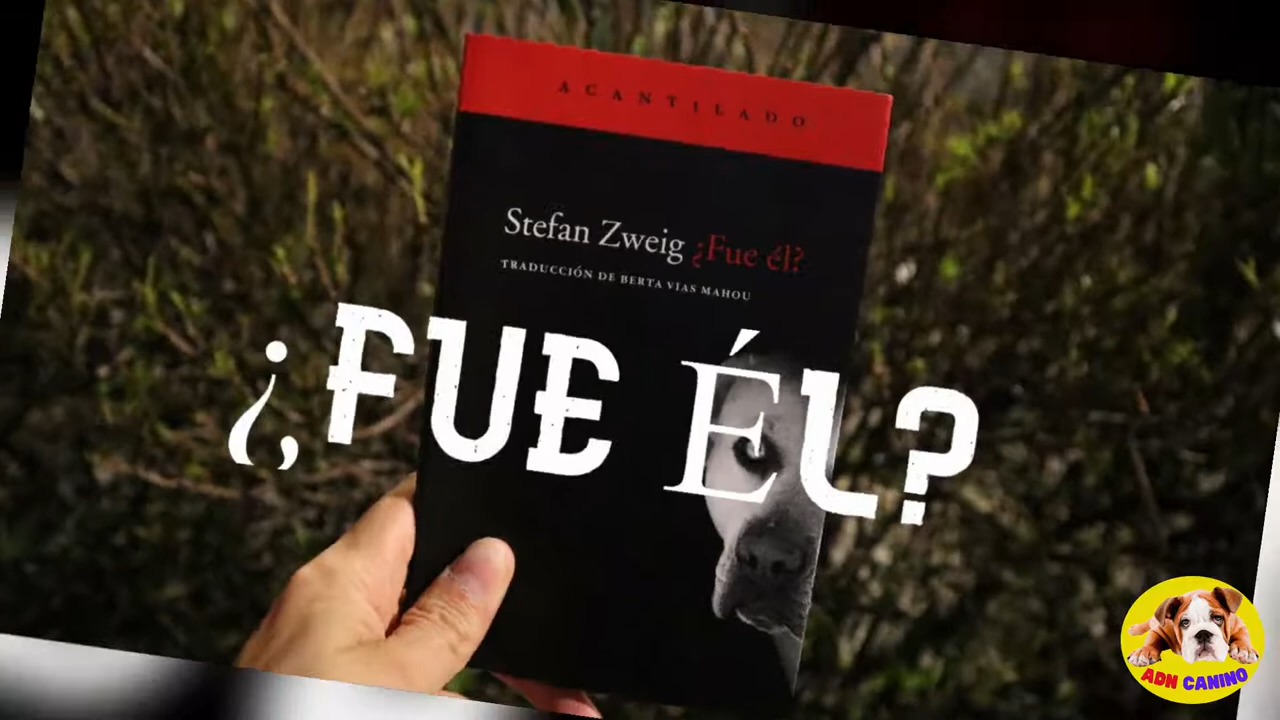 ACANTILADO
Stefan Zweig ¿Fue él?
TRADUCCIÓN DE BERTA VIAS MAHOU
¿FUE ÉL?
ADN CANINO